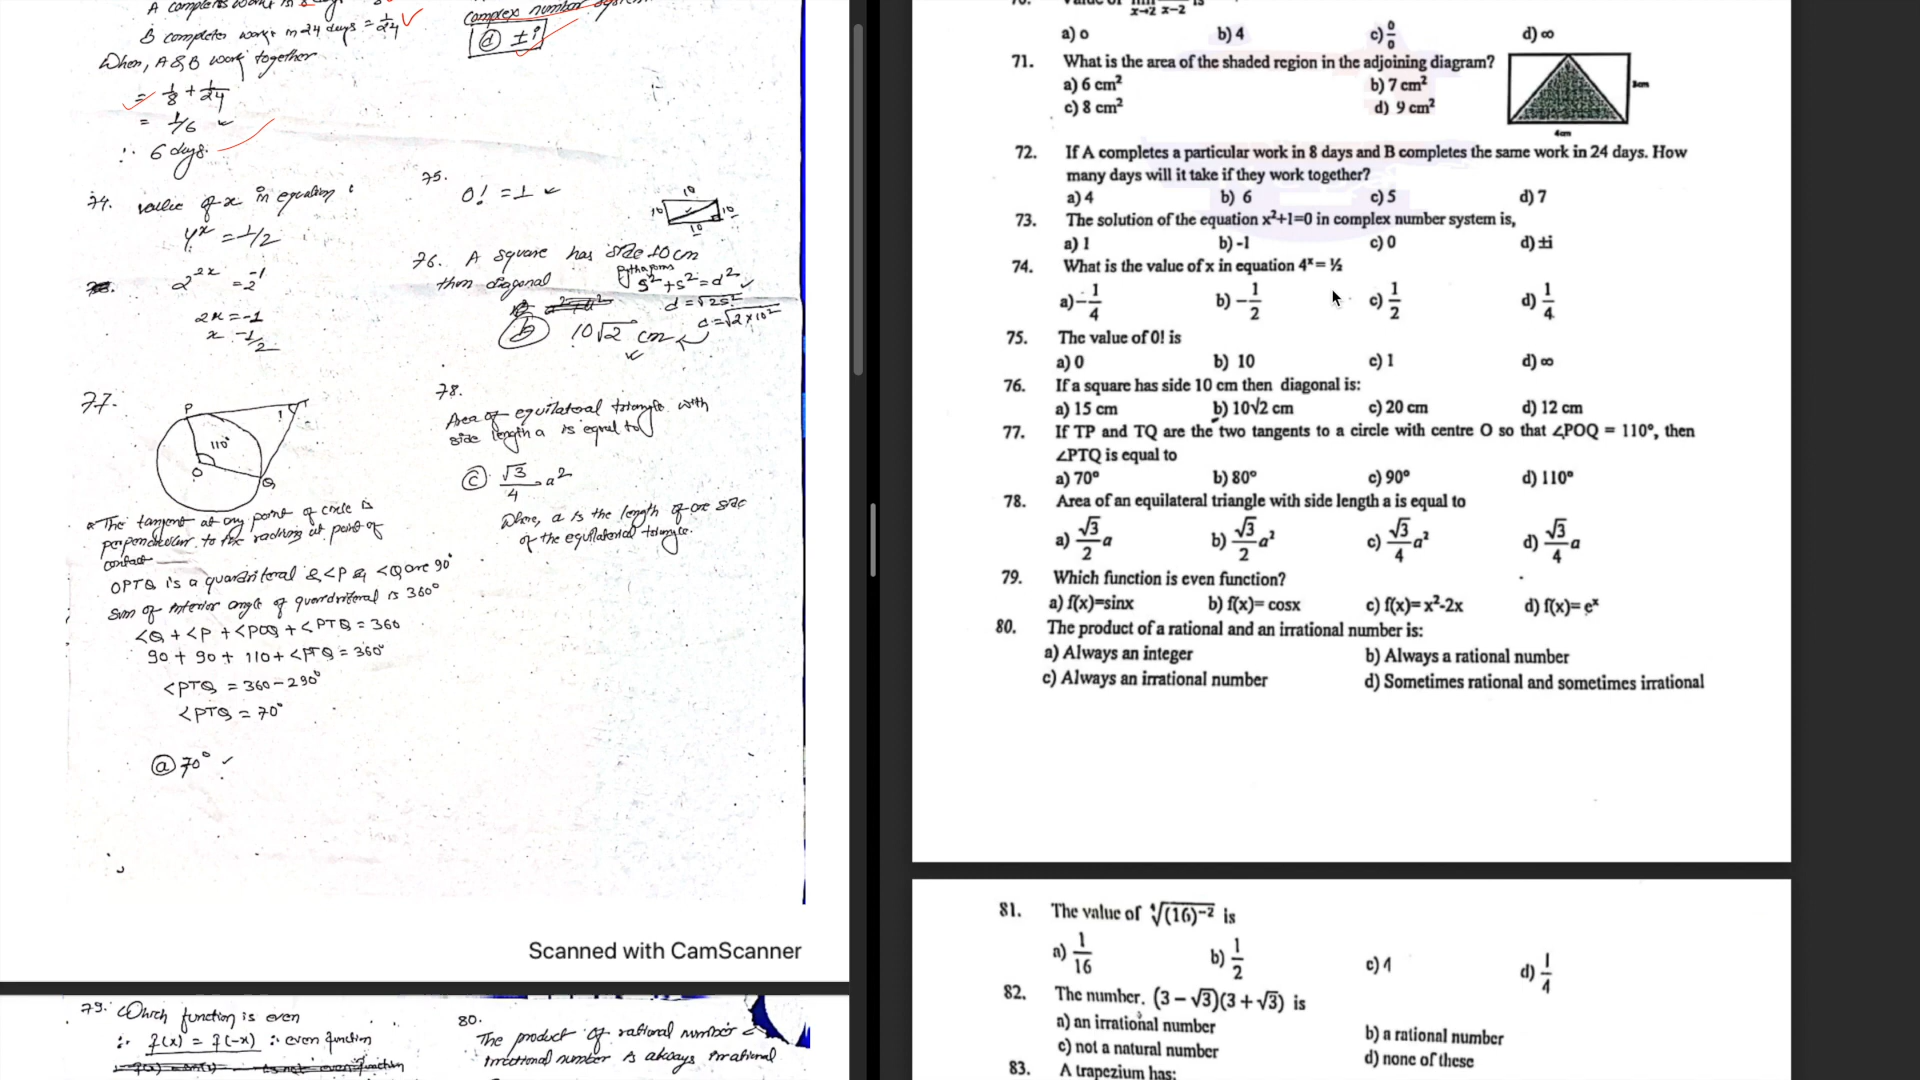 A completes
B completes work in 24 days = 1/24
When, A & B work together
= 1/8 + 1/24
= 1/6
∴ 6 days.
complex number
d ±i
74. value of x in equation
4^x = 1/2
2^2x = 2^-1
2x = -1
x = -1/2
75.
0! = 1
10
10
10
10
76. A square has side 10 cm
then diagonal
s² + s² = d²
d = √2s²
d = √2×10²
b 10√2 cm
77.
P
T
110°
O
Q
The tangent at any point of circle is
perpendicular to the radius at point of
contact
OPTQ is a quadrilateral & <P & <Q are 90°
Sum of interior angle of quardriteral is 360°
<Q + <P + <POQ + <PTQ = 360
90 + 90 + 110 + <PTQ = 360°
<PTQ = 360 - 290°
<PTQ = 70°
a 70°
78.
Area of equilateral triangle with
side length a is equal to
c √3/4 a²
Where, a is the length of one side
of the equilateral triangle.
Scanned with CamScanner
79. Which function is even
∴ f(x) = f(-x) ∴ even function
80.
The product of rational number &
irrational number is always irrational
x→2 x−2
a) 0 b) 4 c) 0/0 d) ∞
71. What is the area of the shaded region in the adjoining diagram?
a) 6 cm² b) 7 cm²
c) 8 cm² d) 9 cm²
3cm
4cm
72. If A completes a particular work in 8 days and B completes the same work in 24 days. How
many days will it take if they work together?
a) 4 b) 6 c) 5 d) 7
73. The solution of the equation x²+1=0 in complex number system is,
a) 1 b) -1 c) 0 d) ±i
74. What is the value of x in equation 4ˣ= ½
a) −1/4 b) −1/2 c) 1/2 d) 1/4
75. The value of 0! is
a) 0 b) 10 c) 1 d) ∞
76. If a square has side 10 cm then diagonal is:
a) 15 cm b) 10√2 cm c) 20 cm d) 12 cm
77. If TP and TQ are the two tangents to a circle with centre O so that ∠POQ = 110°, then
∠PTQ is equal to
a) 70° b) 80° c) 90° d) 110°
78. Area of an equilateral triangle with side length a is equal to
a) √3/2 a b) √3/2 a² c) √3/4 a² d) √3/4 a
79. Which function is even function?
a) f(x)=sinx b) f(x)= cosx c) f(x)= x²-2x d) f(x)= eˣ
80. The product of a rational and an irrational number is:
a) Always an integer b) Always a rational number
c) Always an irrational number d) Sometimes rational and sometimes irrational
81. The value of ⁴√(16)⁻² is
a) 1/16 b) 1/2 c) 4 d) 1/4
82. The number. (3 − √3)(3 + √3) is
a) an irrational number b) a rational number
c) not a natural number d) none of these
83. A trapezium has: